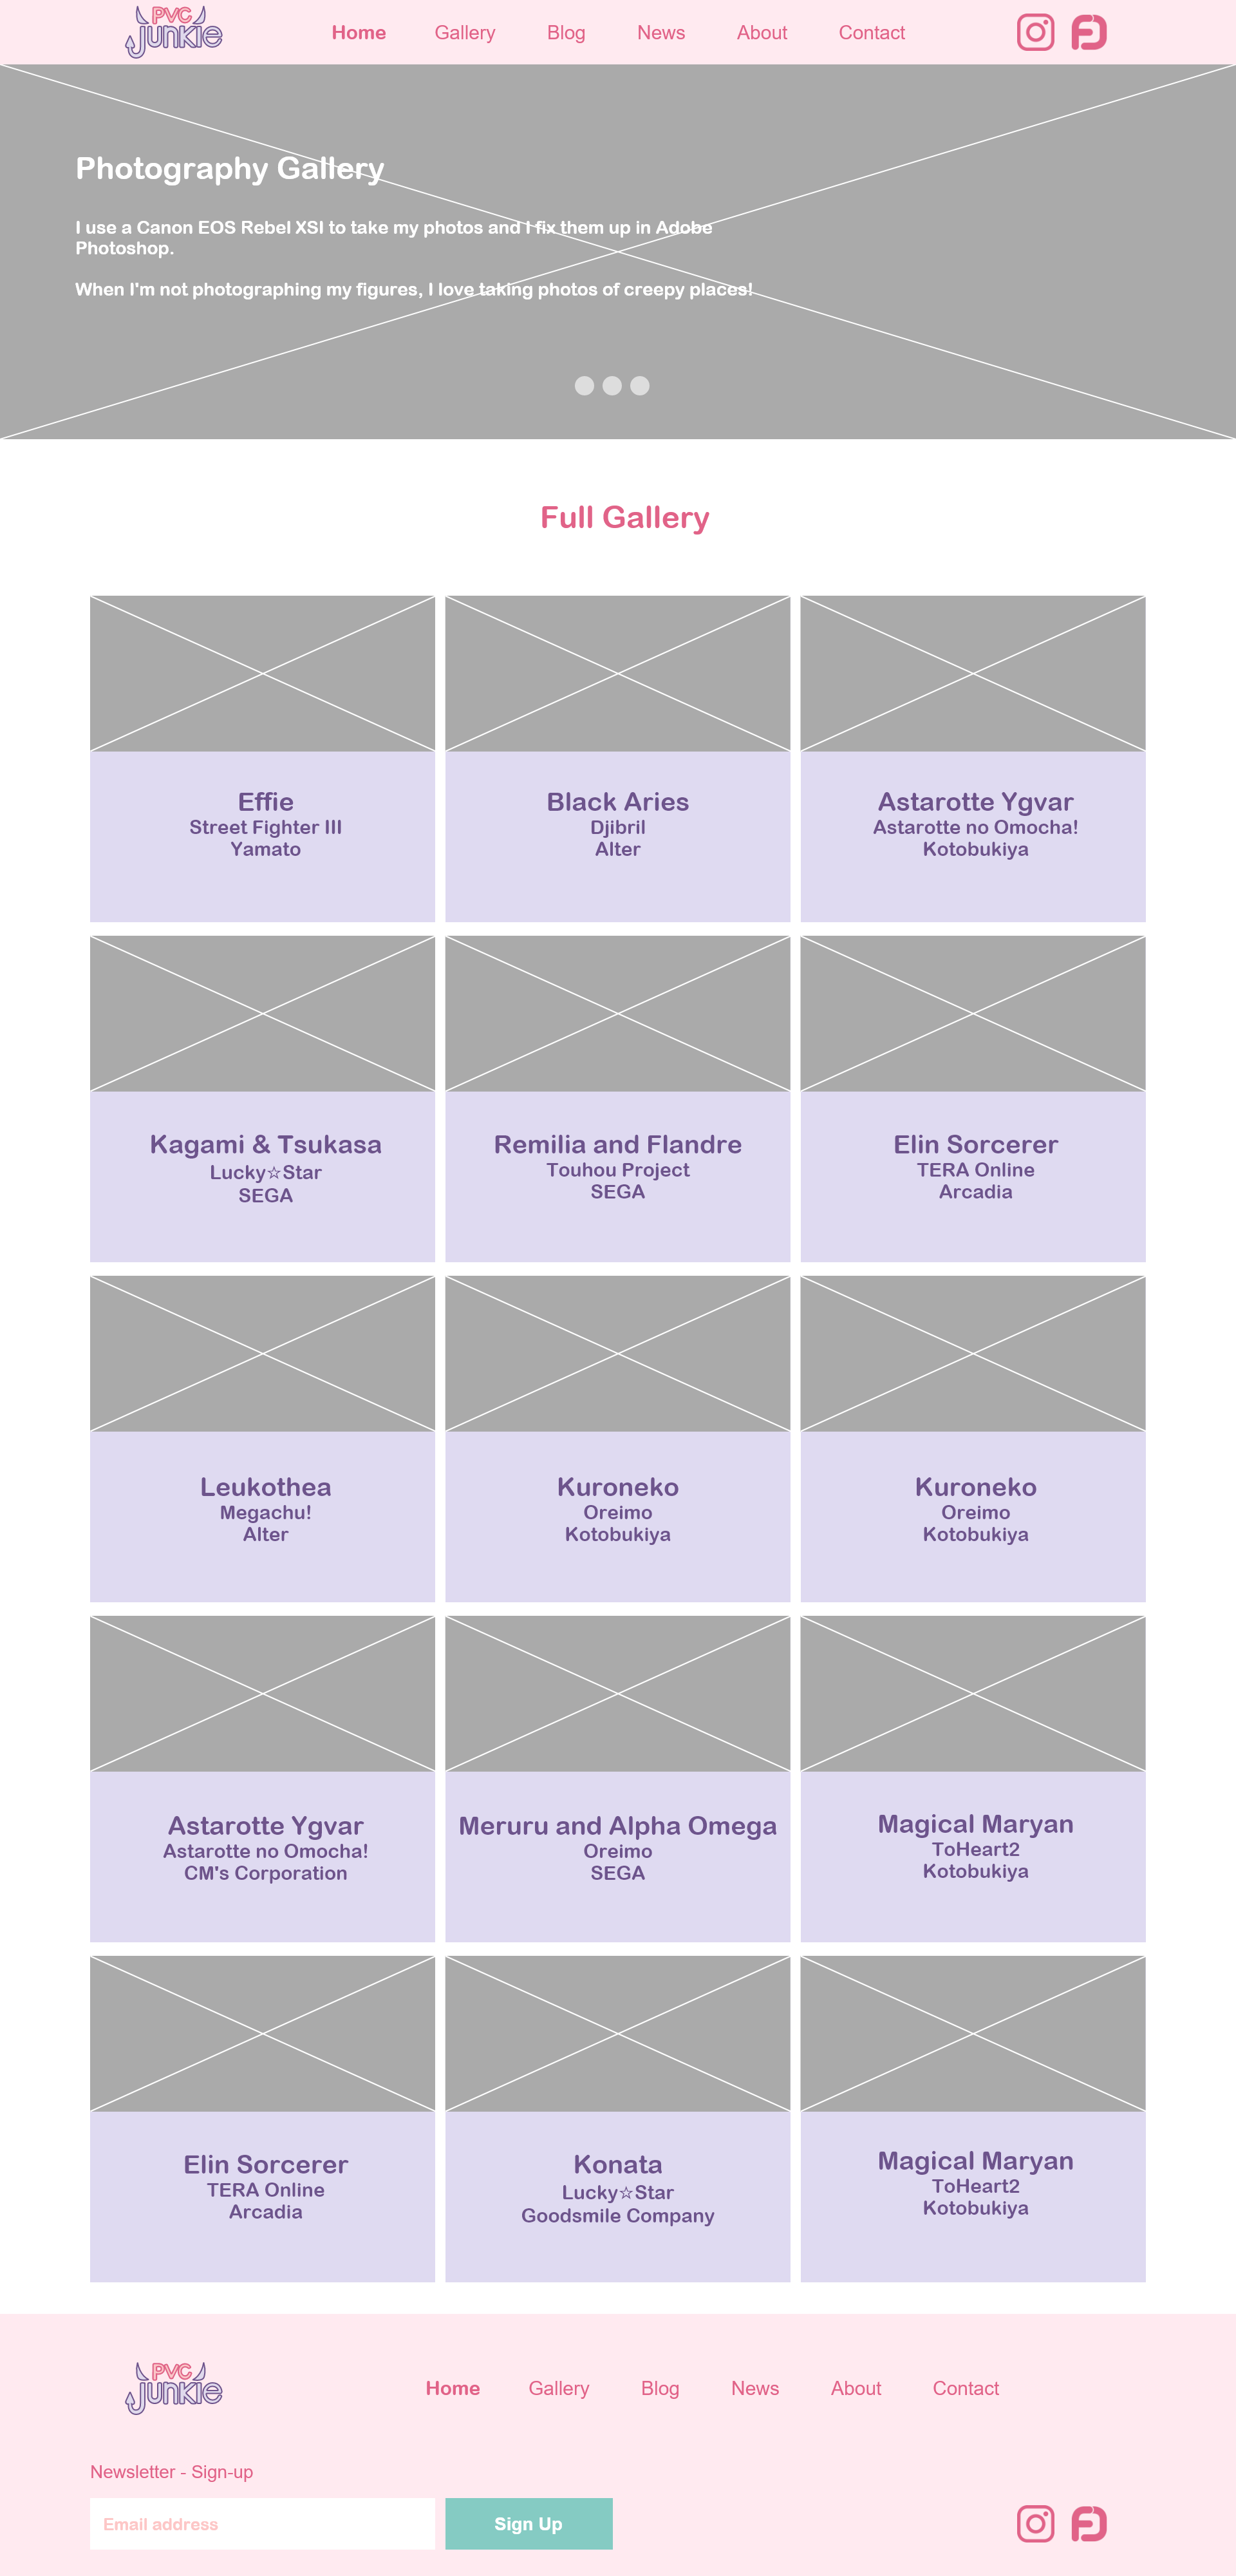 PVC
Junkie
Home Gallery Blog News About Contact
Photography Gallery
I use a Canon EOS Rebel XSI to take my photos and I fix them up in Adobe
Photoshop.
When I'm not photographing my figures, I love taking photos of creepy places!
Full Gallery
Effie
Street Fighter III
Yamato
Black Aries
Djibril
Alter
Astarotte Ygvar
Astarotte no Omocha!
Kotobukiya
Kagami & Tsukasa
Lucky☆Star
SEGA
Remilia and Flandre
Touhou Project
SEGA
Elin Sorcerer
TERA Online
Arcadia
Leukothea
Megachu!
Alter
Kuroneko
Oreimo
Kotobukiya
Kuroneko
Oreimo
Kotobukiya
Astarotte Ygvar
Astarotte no Omocha!
CM's Corporation
Meruru and Alpha Omega
Oreimo
SEGA
Magical Maryan
ToHeart2
Kotobukiya
Elin Sorcerer
TERA Online
Arcadia
Konata
Lucky☆Star
Goodsmile Company
Magical Maryan
ToHeart2
Kotobukiya
PVC
Junkie
Home Gallery Blog News About Contact
Newsletter - Sign-up
Email address
Sign Up